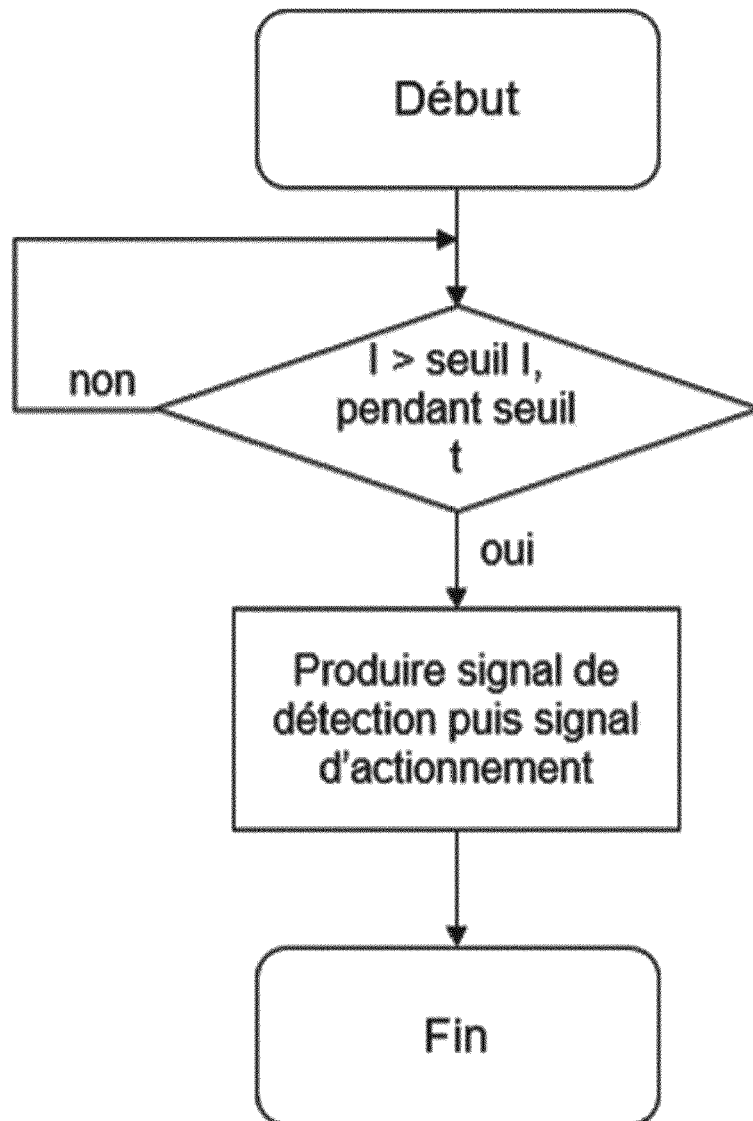 Début
I > seuil I,
non
pendant seuil
t
oui
Produire signal de
détection puis signal
d'actionnement
Fin